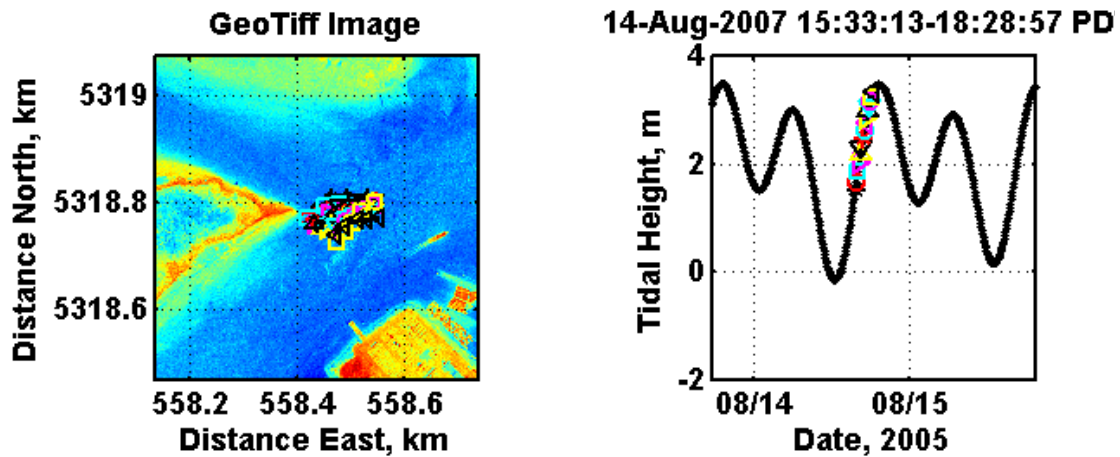 GeoTiff Image
5319
5318.8
5318.6
Distance North, km
558.2 558.4 558.6
Distance East, km
14-Aug-2007 15:33:13-18:28:57 PD
4
2
0
-2
Tidal Height, m
08/14 08/15
Date, 2005